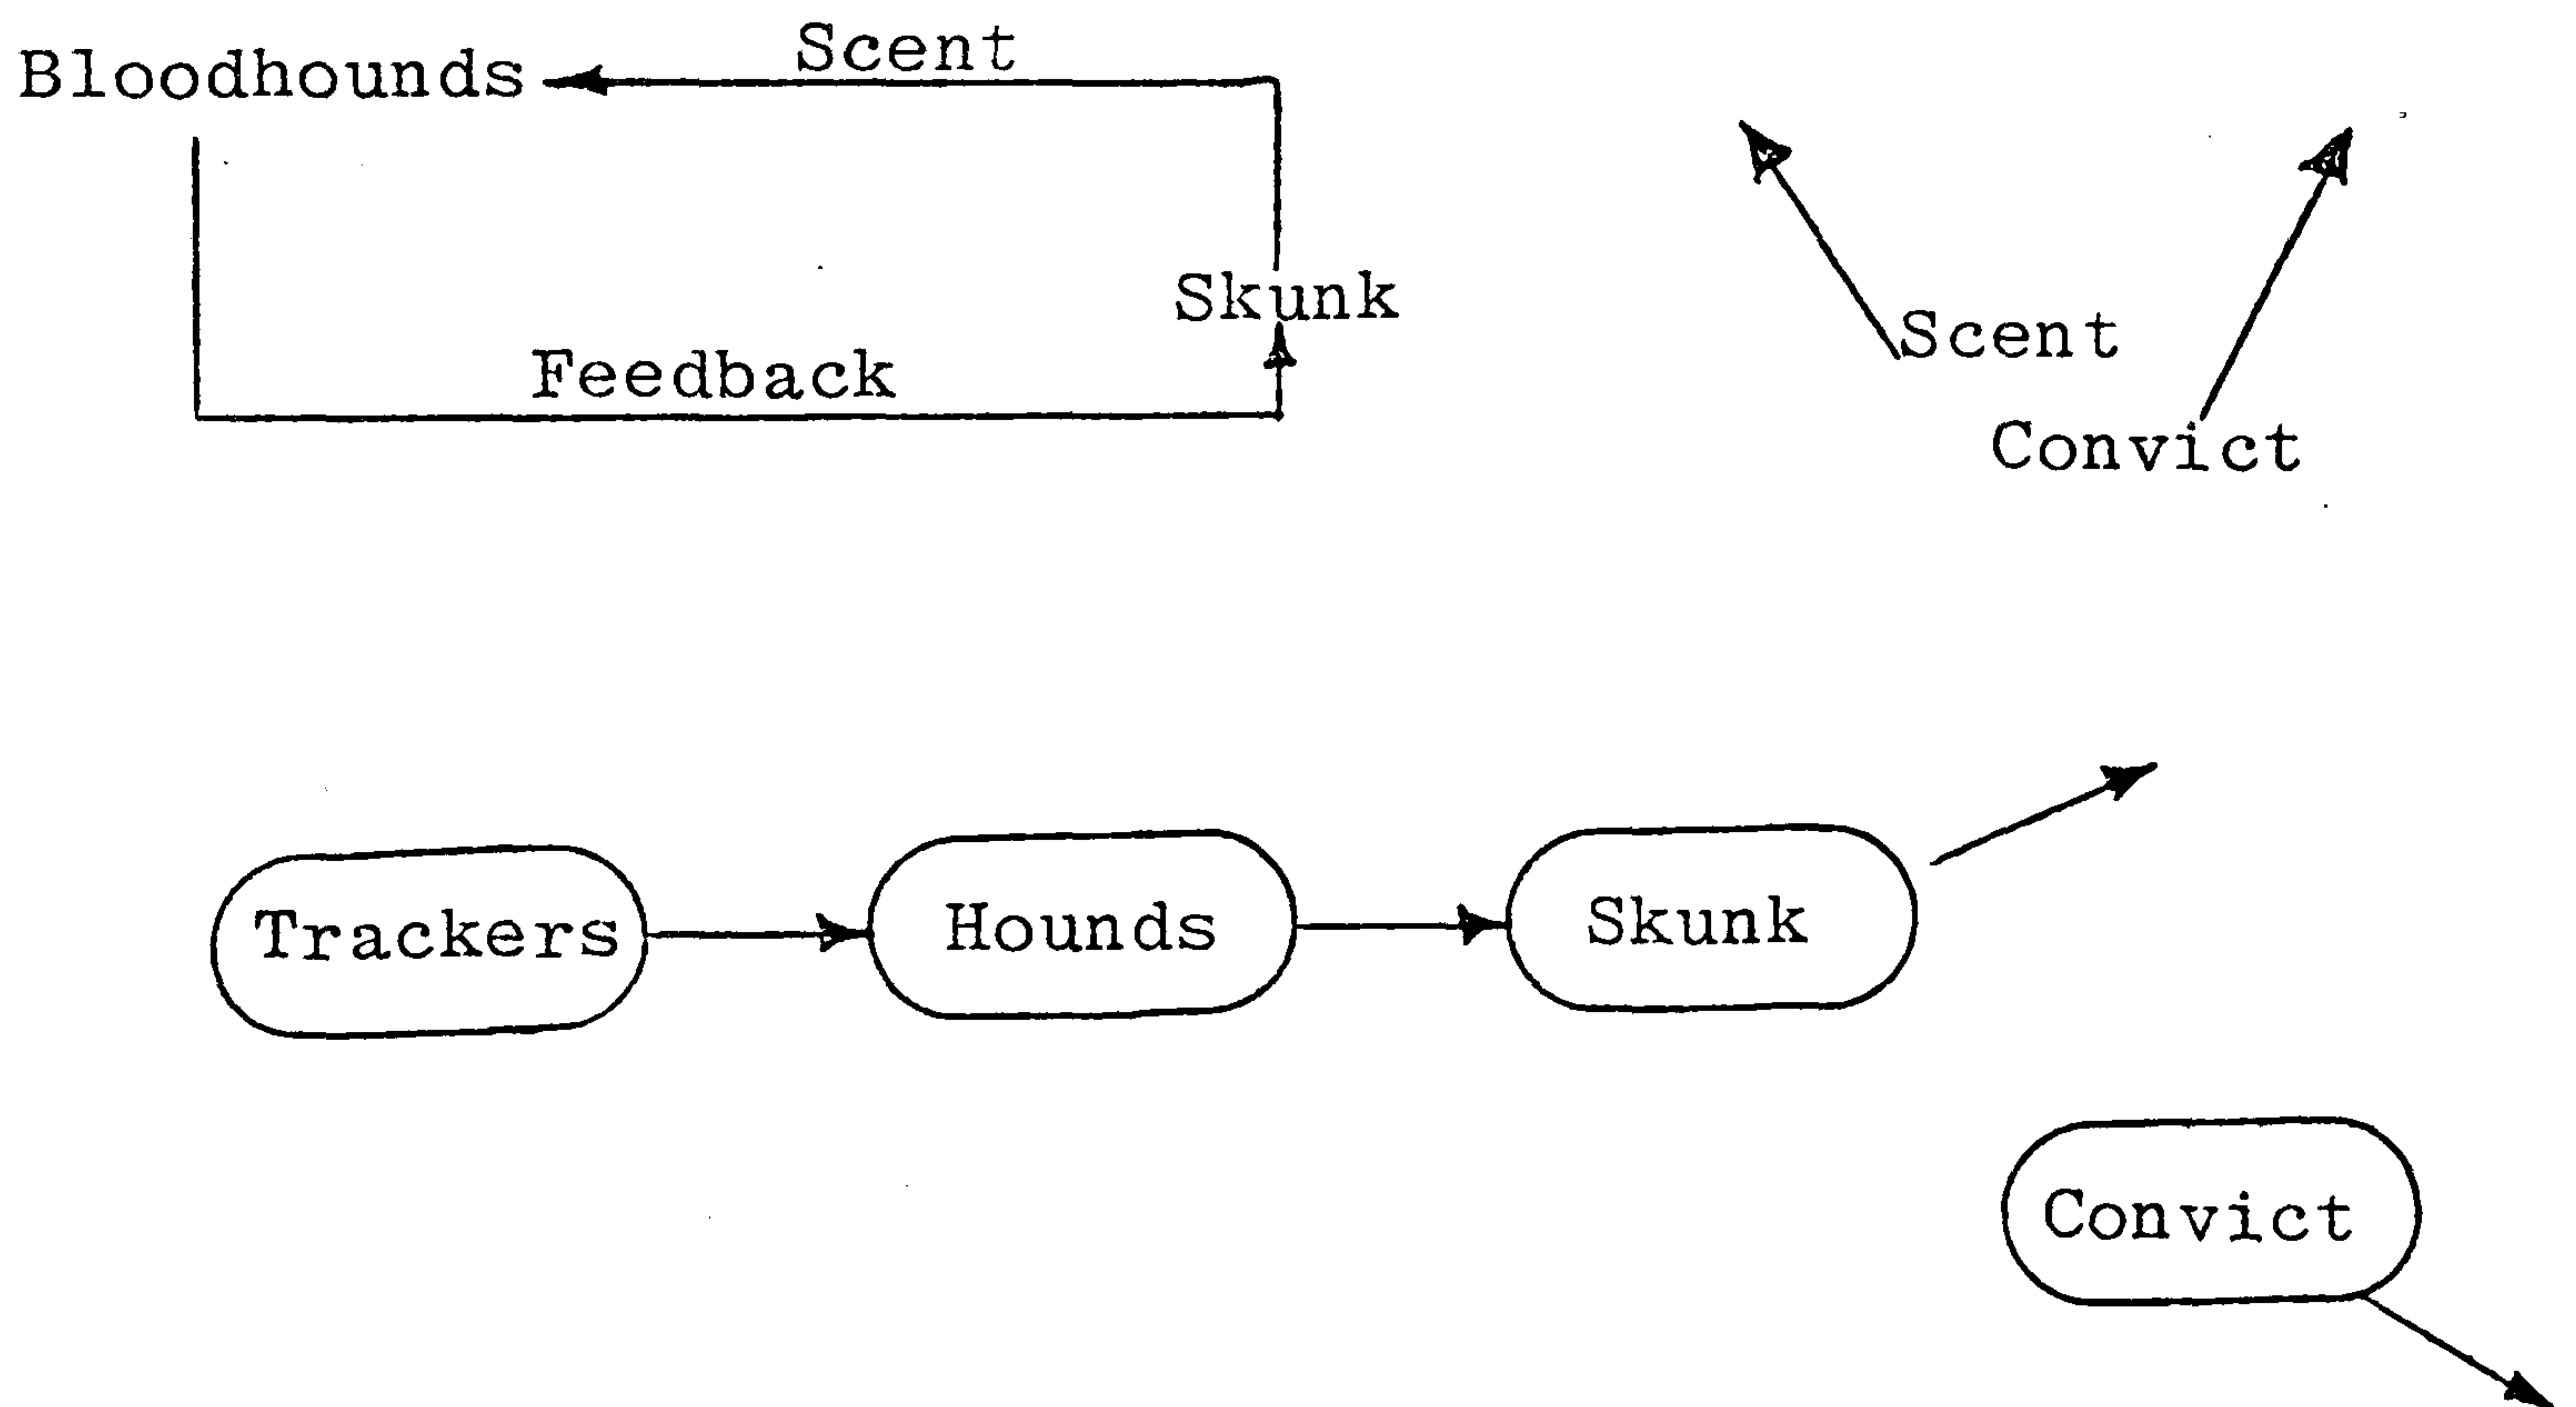 Scent
Bloodhounds
Skunk
Scent
Feedback
Convict
Trackers
Hounds
Skunk
Convict